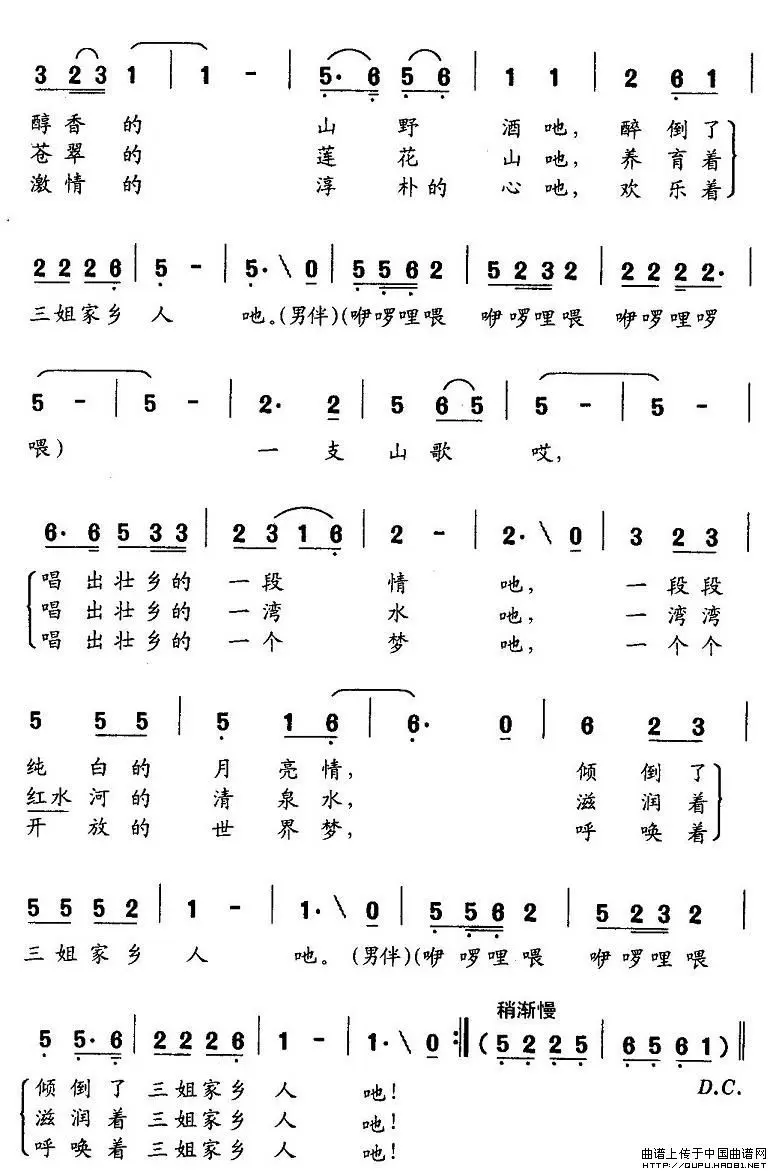 3 2 3 1 | 1 - | 5· 6 5 6 | 1 1 | 2 6 1 |
醇香的 山野 酒吔，醉倒了
苍翠的 莲花 山吔，养育着
激情的 淳朴的 心吔，欢乐着
2 2 2 6 | 5 - | 5· \ 0 | 5 5 6 2 | 5 2 3 2 | 2 2 2 2· |
三姐家乡 人 吔。(男伴)(咿啰哩喂 咿啰哩喂 咿啰哩啰
5 - | 5 - | 2· 2 | 5 6 5 | 5 - | 5 - |
喂) 一 支 山歌 哎，
6· 6 5 3 3 | 2 3 1 6 | 2 - | 2· \ 0 | 3 2 3 |
唱出壮乡的 一段 情 吔，一段段
唱出壮乡的 一湾 水 吔，一湾湾
唱出壮乡的 一个 梦 吔，一个个
5 5 5 | 5 1 6 | 6· 0 | 6 2 3 |
纯白的 月亮情， 倾倒了
红水河的 清泉水， 滋润着
开放的 世界梦， 呼唤着
5 5 5 2 | 1 - | 1· \ 0 | 5 5 6 2 | 5 2 3 2 |
三姐家乡 人 吔。(男伴)(咿啰哩喂 咿啰哩喂
稍渐慢
5 5· 6 | 2 2 2 6 | 1 - | 1· \ 0 :‖ (5 2 2 5 | 6 5 6 1) ‖
倾倒了 三姐家乡 人 吔！ D.C.
滋润着 三姐家乡 人 吔！
呼唤着 三姐家乡 人 吔！
曲谱上传于中国曲谱网
http://QUPU.HAO81.NET